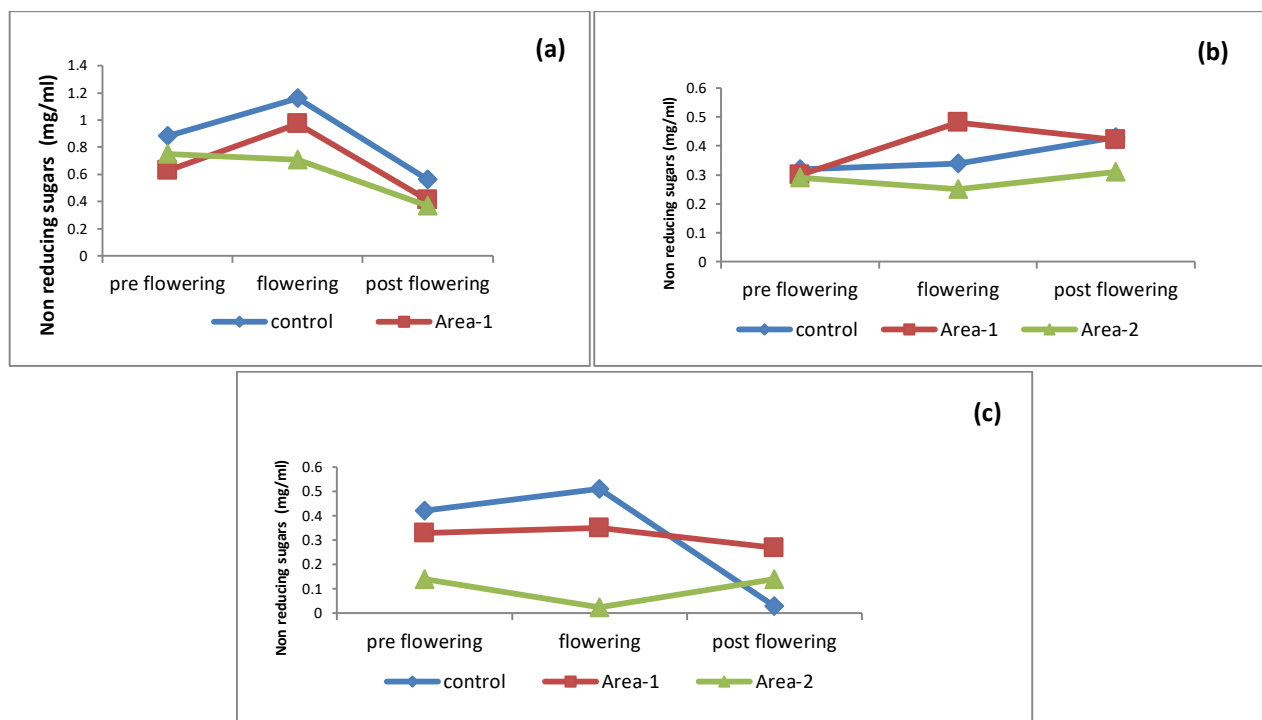 (a)
Non reducing sugars (mg/ml)
1.4
1.2
1
0.8
0.6
0.4
0.2
0
pre flowering flowering post flowering
control Area-1
(b)
Non reducing sugars (mg/ml)
0.6
0.5
0.4
0.3
0.2
0.1
0
pre flowering flowering post flowering
control Area-1 Area-2
(c)
Non reducing sugars (mg/ml)
0.6
0.5
0.4
0.3
0.2
0.1
0
pre flowering flowering post flowering
control Area-1 Area-2